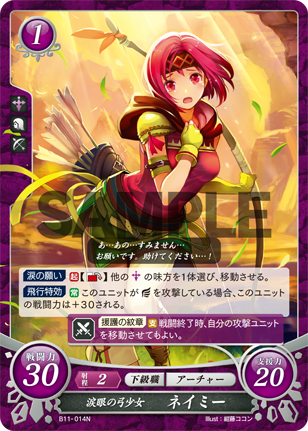 1
SAMPLE
あ…あの…すみません…
お願いです。助けてください…!
涙の願い 起【】他の の味方を1体選び、移動させる。
飛行特効 常 このユニットが を攻撃している場合、このユニット
の戦闘力は+30される。
援護の紋章 支 戦闘終了時、自分の攻撃ユニット
を移動させてもよい。
戦闘力
30
射程 2 下級職 アーチャー
支援力
20
涙眼の弓少女 ネイミー
B11-014N
Illust:綴藤ココン